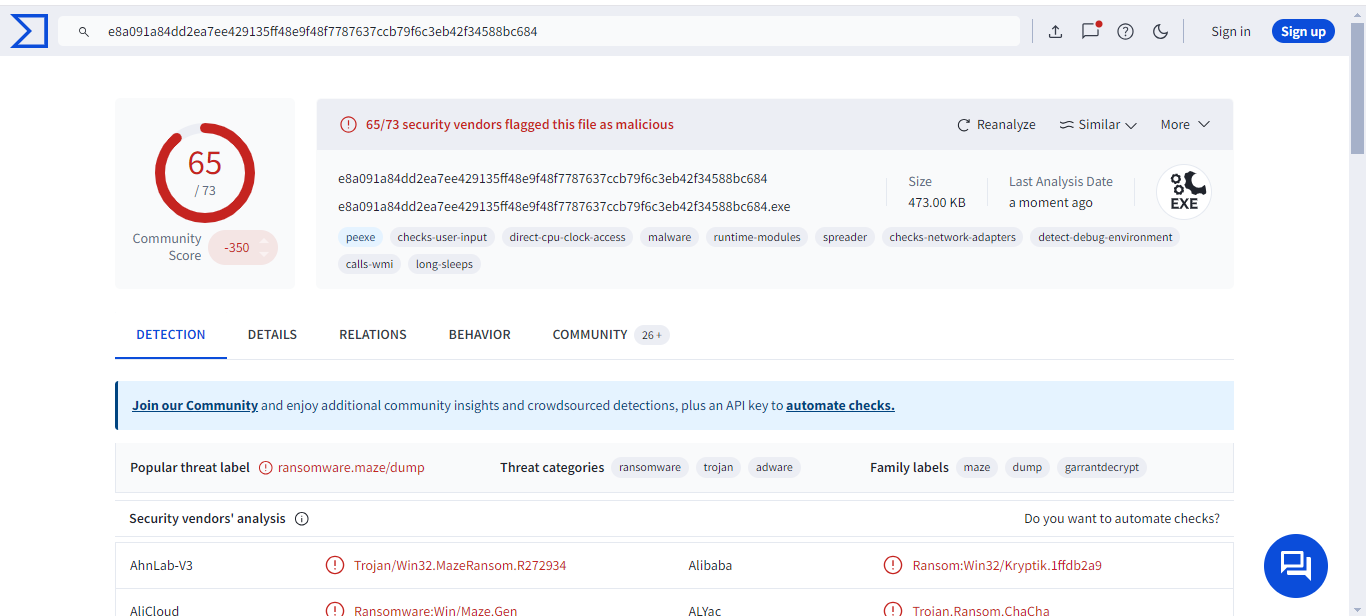 e8a091a84dd2ea7ee429135ff48e9f48f7787637ccb79f6c3eb42f34588bc684
Sign in
Sign up
65
/ 73
Community
Score
-350
65/73 security vendors flagged this file as malicious
Reanalyze
Similar
More
e8a091a84dd2ea7ee429135ff48e9f48f7787637ccb79f6c3eb42f34588bc684
e8a091a84dd2ea7ee429135ff48e9f48f7787637ccb79f6c3eb42f34588bc684.exe
Size
473.00 KB
Last Analysis Date
a moment ago
EXE
peexe
checks-user-input
direct-cpu-clock-access
malware
runtime-modules
spreader
checks-network-adapters
detect-debug-environment
calls-wmi
long-sleeps
DETECTION
DETAILS
RELATIONS
BEHAVIOR
COMMUNITY
26 +
Join our Community and enjoy additional community insights and crowdsourced detections, plus an API key to automate checks.
Popular threat label
ransomware.maze/dump
Threat categories
ransomware
trojan
adware
Family labels
maze
dump
garrantdecrypt
Security vendors' analysis
Do you want to automate checks?
AhnLab-V3
Trojan/Win32.MazeRansom.R272934
Alibaba
Ransom:Win32/Kryptik.1ffdb2a9
AliCloud
Ransomware:Win/Maze.Gen
ALYac
Trojan.Ransom.ChaCha